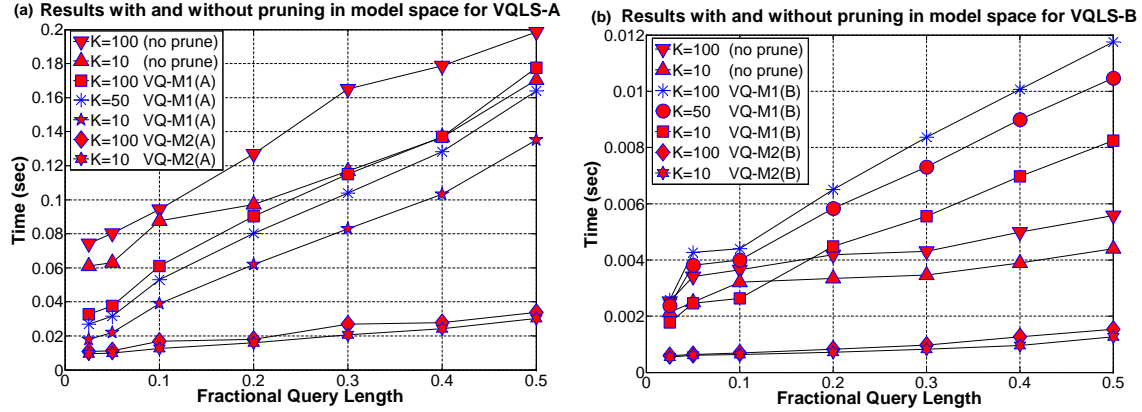 (a) Results with and without pruning in model space for VQLS-A
0.2
0.18
0.16
0.14
0.12
0.1
0.08
0.06
0.04
0.02
0
Time (sec)
K=100 (no prune)
K=10 (no prune)
K=100 VQ-M1(A)
K=50 VQ-M1(A)
K=10 VQ-M1(A)
K=100 VQ-M2(A)
K=10 VQ-M2(A)
0 0.1 0.2 0.3 0.4 0.5
Fractional Query Length
(b) Results with and without pruning in model space for VQLS-B
0.012
0.01
0.008
0.006
0.004
0.002
0
Time (sec)
K=100 (no prune)
K=10 (no prune)
K=100 VQ-M1(B)
K=50 VQ-M1(B)
K=10 VQ-M1(B)
K=100 VQ-M2(B)
K=10 VQ-M2(B)
0 0.1 0.2 0.3 0.4 0.5
Fractional Query Length